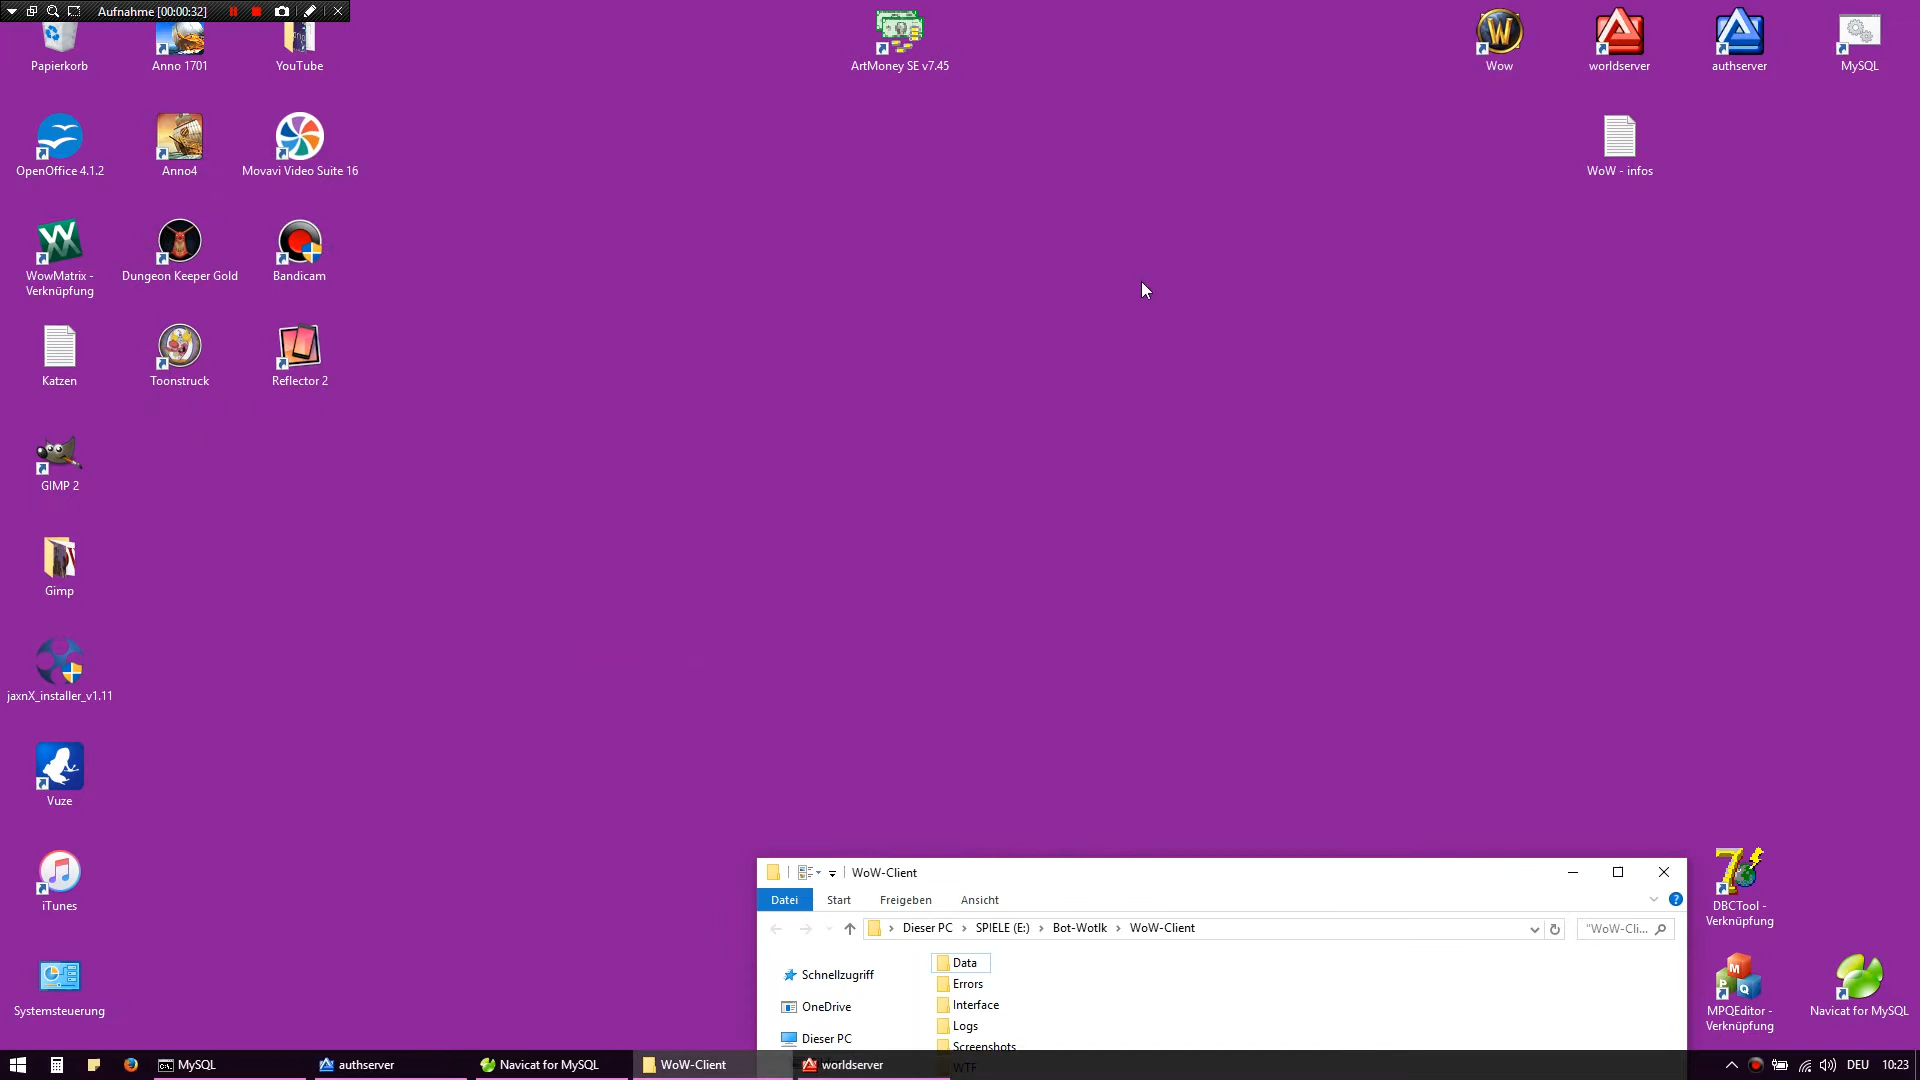 Aufnahme [00:00:32]
Papierkorb
Anno 1701
YouTube
ArtMoney SE v7.45
Wow
worldserver
authserver
MySQL
OpenOffice 4.1.2
Anno4
Movavi Video Suite 16
WoW - infos
WowMatrix -
Verknüpfung
Dungeon Keeper Gold
Bandicam
Katzen
Toonstruck
Reflector 2
GIMP 2
Gimp
jaxnX_installer_v1.11
Vuze
iTunes
Systemsteuerung
WoW-Client
Datei
Start
Freigeben
Ansicht
Dieser PC
SPIELE (E:)
Bot-Wotlk
WoW-Client
"WoW-Cli...
Schnellzugriff
OneDrive
Dieser PC
Data
Errors
Interface
Logs
Screenshots
WTF
DBCTool -
Verknüpfung
MPQEditor -
Verknüpfung
Navicat for MySQL
MySQL
authserver
Navicat for MySQL
WoW-Client
worldserver
DEU
10:23